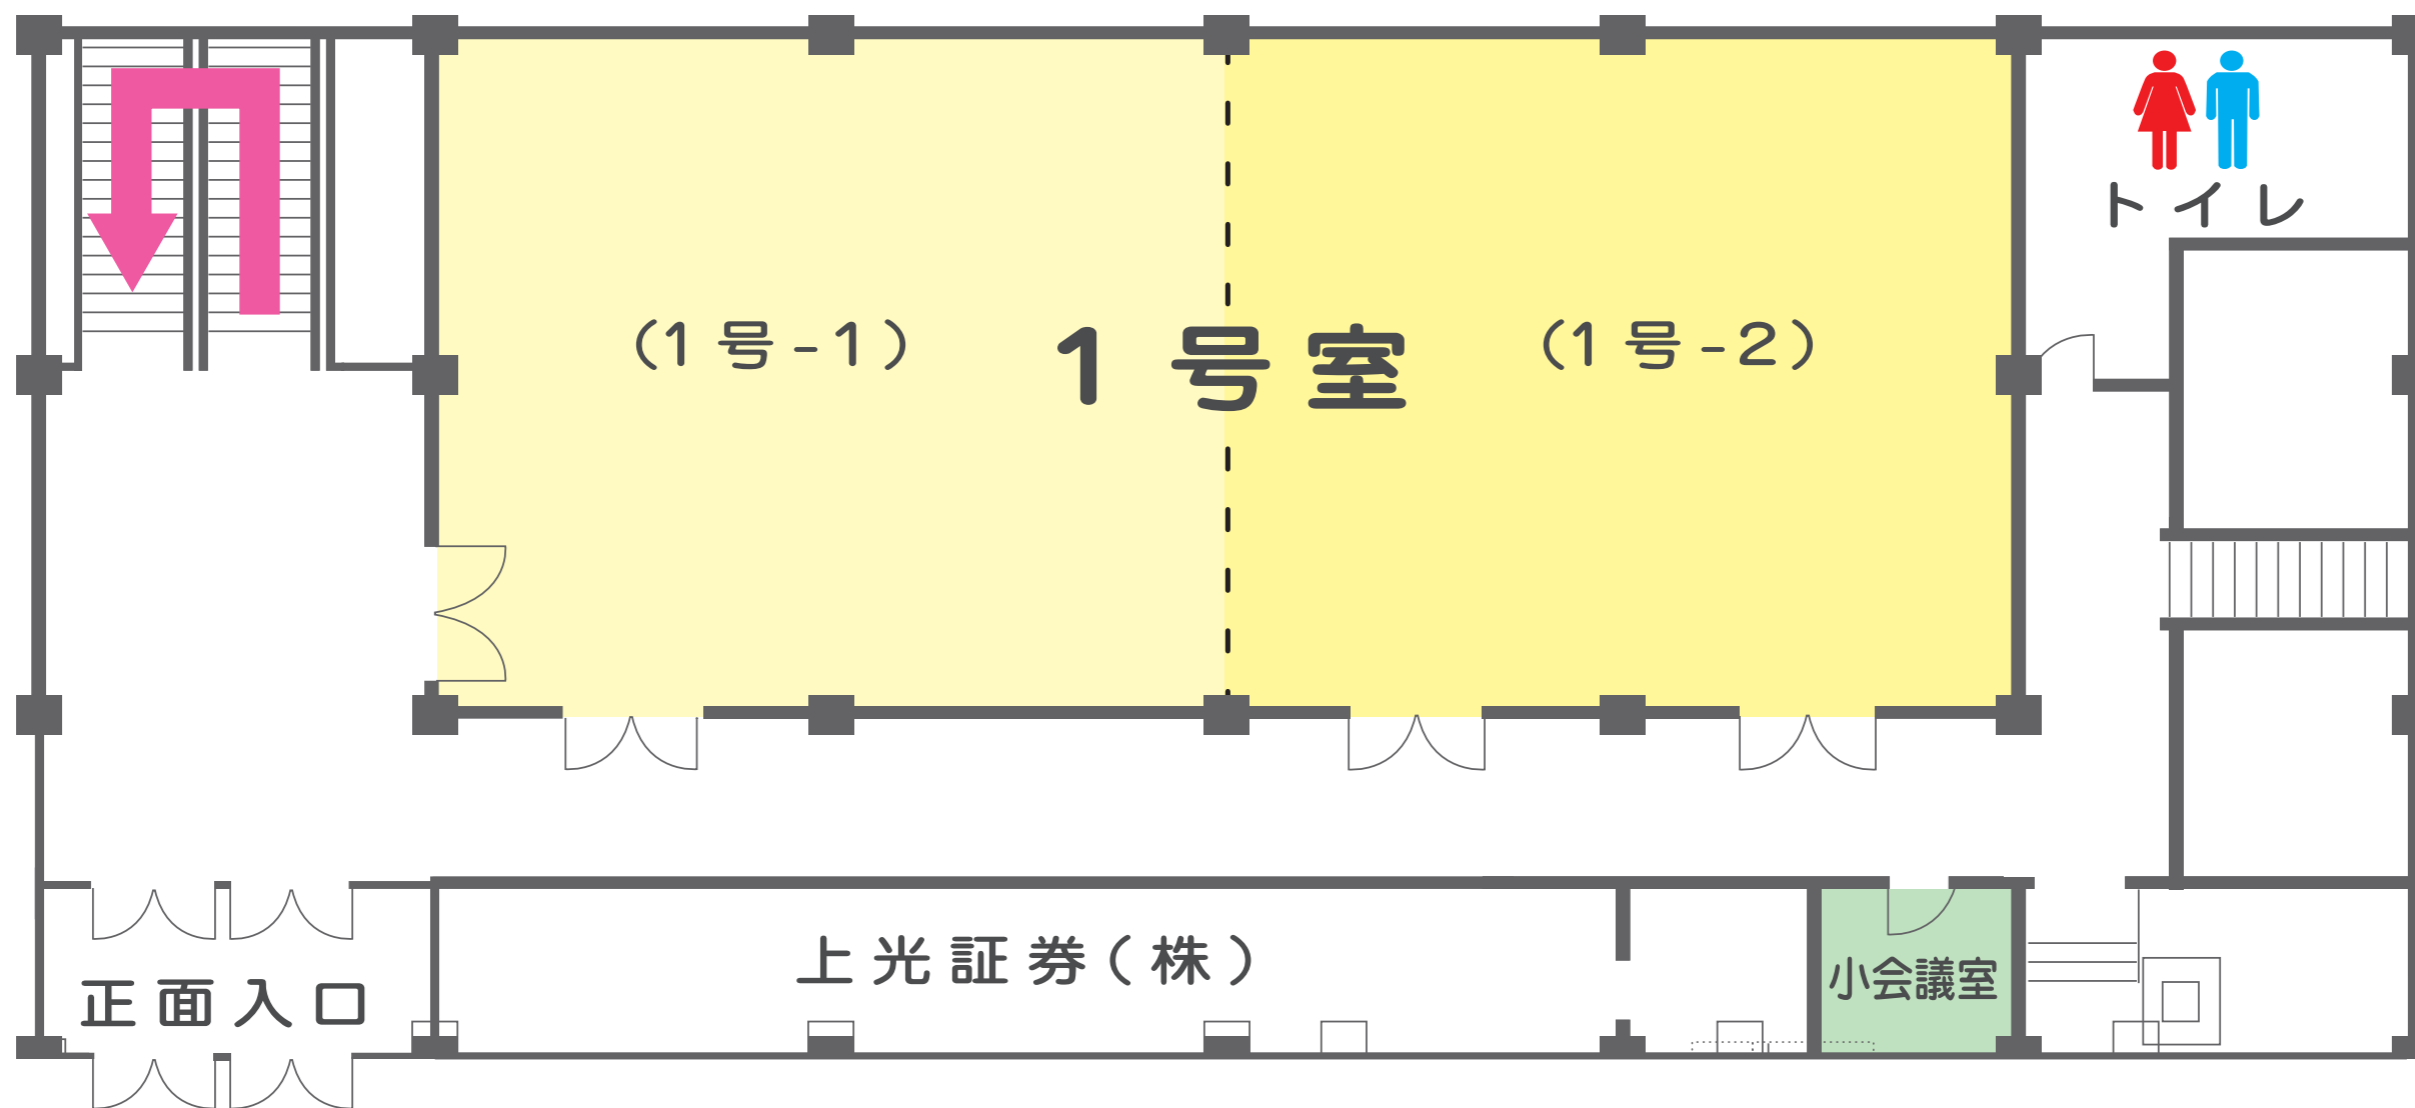 トイレ
(1号-1)
1号室
(1号-2)
上光証券(株)
小会議室
正面入口